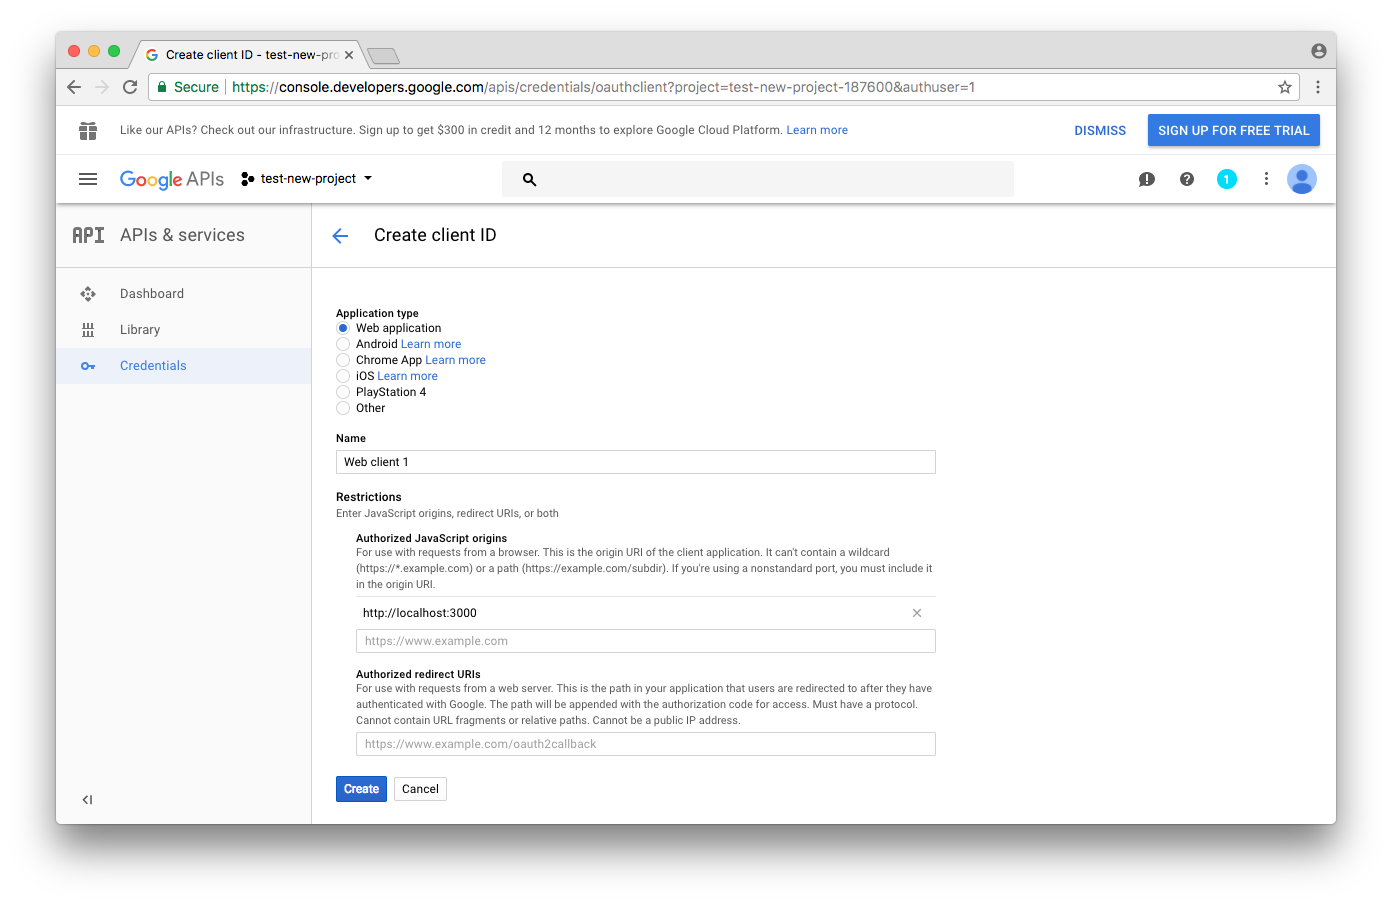 Create client ID - test-new-pro
Secure https://console.developers.google.com/apis/credentials/oauthclient?project=test-new-project-187600&authuser=1
Like our APIs? Check out our infrastructure. Sign up to get $300 in credit and 12 months to explore Google Cloud Platform. Learn more
DISMISS
SIGN UP FOR FREE TRIAL
Google APIs
test-new-project
1
API APIs & services
Create client ID
Dashboard
Library
Credentials
Application type
Web application
Android Learn more
Chrome App Learn more
iOS Learn more
PlayStation 4
Other
Name
Web client 1
Restrictions
Enter JavaScript origins, redirect URIs, or both
Authorized JavaScript origins
For use with requests from a browser. This is the origin URI of the client application. It can't contain a wildcard
(https://*.example.com) or a path (https://example.com/subdir). If you're using a nonstandard port, you must include it
in the origin URI.
http://localhost:3000
https://www.example.com
Authorized redirect URIs
For use with requests from a web server. This is the path in your application that users are redirected to after they have
authenticated with Google. The path will be appended with the authorization code for access. Must have a protocol.
Cannot contain URL fragments or relative paths. Cannot be a public IP address.
https://www.example.com/oauth2callback
Create
Cancel